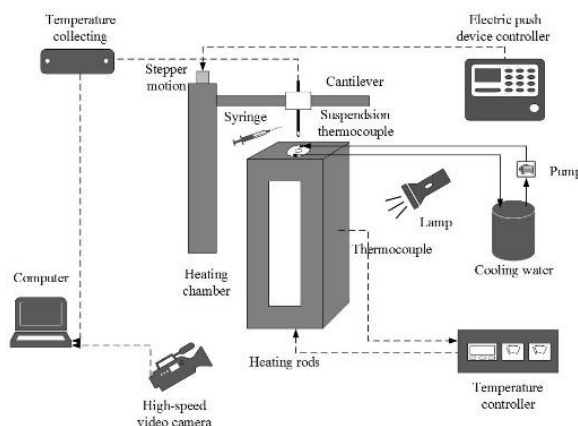 Temperature
collecting
Electric push
device controller
Stepper
motion
Cantilever
Syringe
Suspendsion
thermocouple
Pump
Lamp
Thermocouple
Cooling water
Heating
chamber
Computer
Heating rods
High-speed
video camera
Temperature
controller